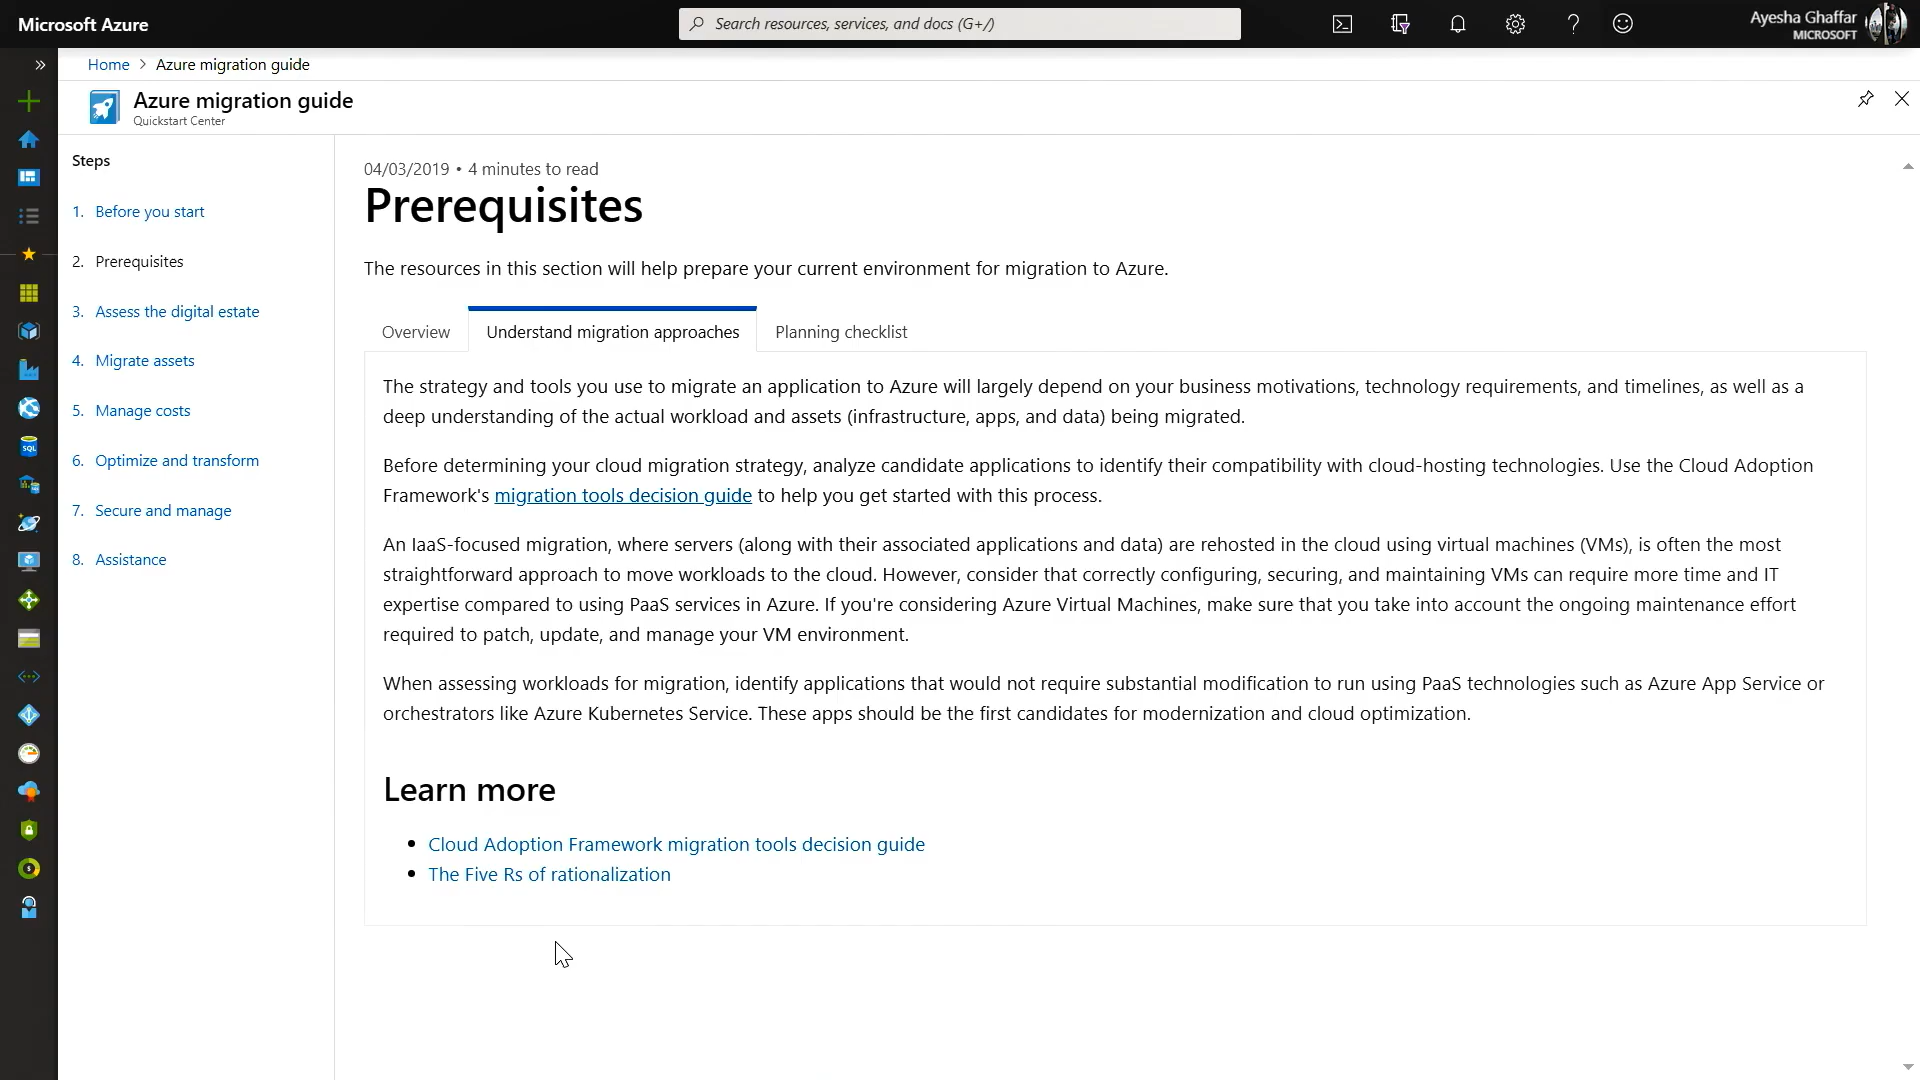 Microsoft Azure
Search resources, services, and docs (G+/)
Ayesha Ghaffar
MICROSOFT
Home > Azure migration guide
Azure migration guide
Quickstart Center
Steps
1. Before you start
2. Prerequisites
3. Assess the digital estate
4. Migrate assets
5. Manage costs
6. Optimize and transform
7. Secure and manage
8. Assistance
04/03/2019 • 4 minutes to read
Prerequisites
The resources in this section will help prepare your current environment for migration to Azure.
Overview Understand migration approaches Planning checklist
The strategy and tools you use to migrate an application to Azure will largely depend on your business motivations, technology requirements, and timelines, as well as a
deep understanding of the actual workload and assets (infrastructure, apps, and data) being migrated.
Before determining your cloud migration strategy, analyze candidate applications to identify their compatibility with cloud-hosting technologies. Use the Cloud Adoption
Framework's migration tools decision guide to help you get started with this process.
An IaaS-focused migration, where servers (along with their associated applications and data) are rehosted in the cloud using virtual machines (VMs), is often the most
straightforward approach to move workloads to the cloud. However, consider that correctly configuring, securing, and maintaining VMs can require more time and IT
expertise compared to using PaaS services in Azure. If you're considering Azure Virtual Machines, make sure that you take into account the ongoing maintenance effort
required to patch, update, and manage your VM environment.
When assessing workloads for migration, identify applications that would not require substantial modification to run using PaaS technologies such as Azure App Service or
orchestrators like Azure Kubernetes Service. These apps should be the first candidates for modernization and cloud optimization.
Learn more
• Cloud Adoption Framework migration tools decision guide
• The Five Rs of rationalization